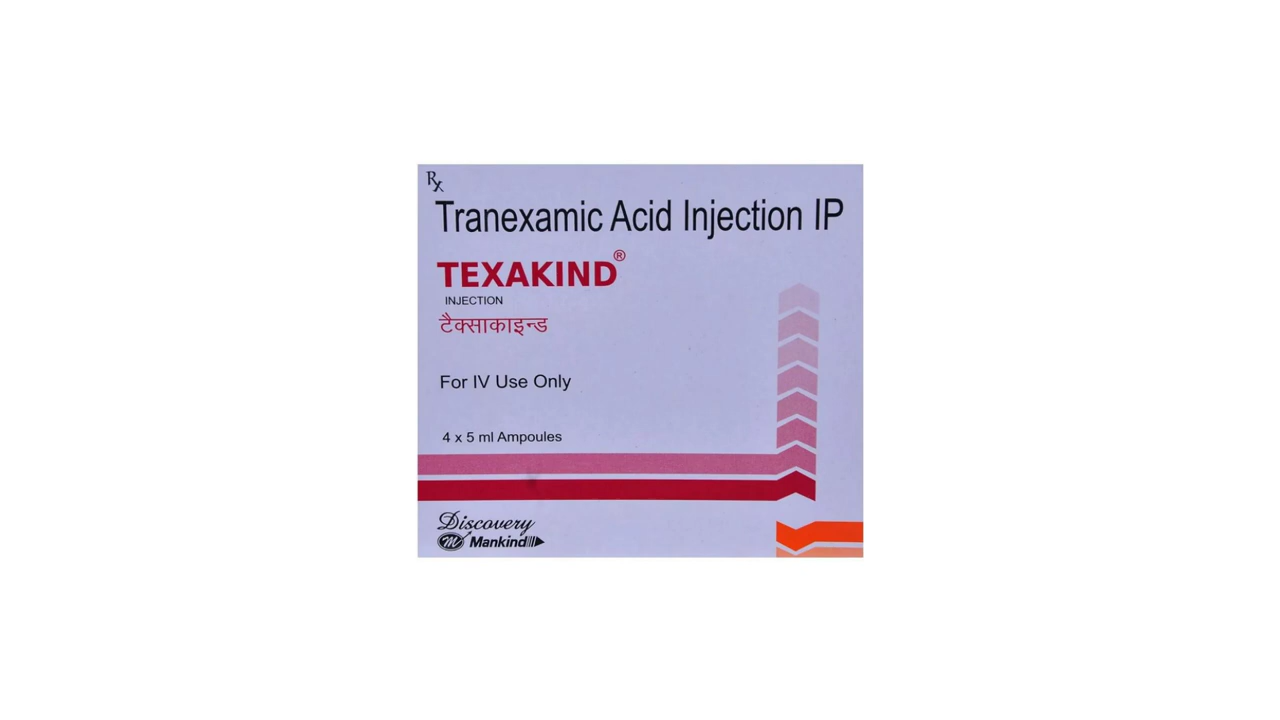 Rx
Tranexamic Acid Injection IP
TEXAKIND®
INJECTION
टैक्साकाइन्ड
For IV Use Only
4 x 5 ml Ampoules
Discovery
Mankind